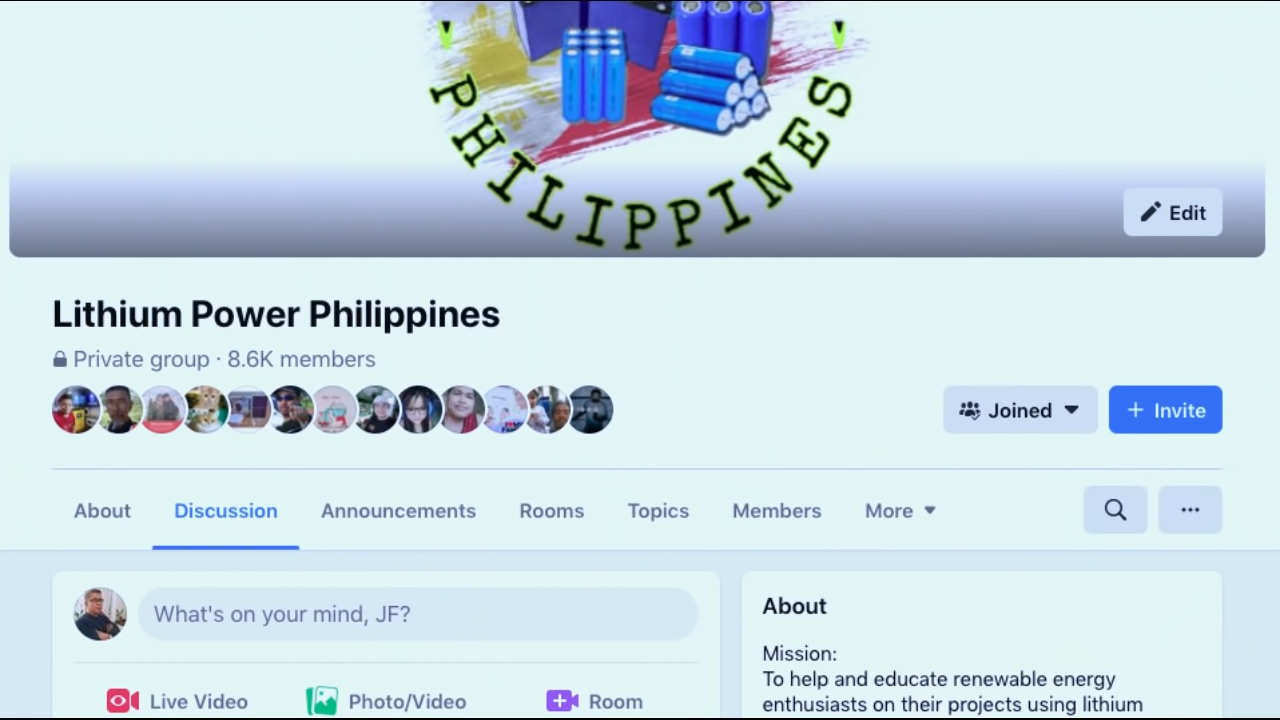 PHILIPPINES
Edit
Lithium Power Philippines
Private group · 8.6K members
Joined
+ Invite
About
Discussion
Announcements
Rooms
Topics
Members
More
What's on your mind, JF?
Live Video
Photo/Video
Room
About
Mission:
To help and educate renewable energy
enthusiasts on their projects using lithium